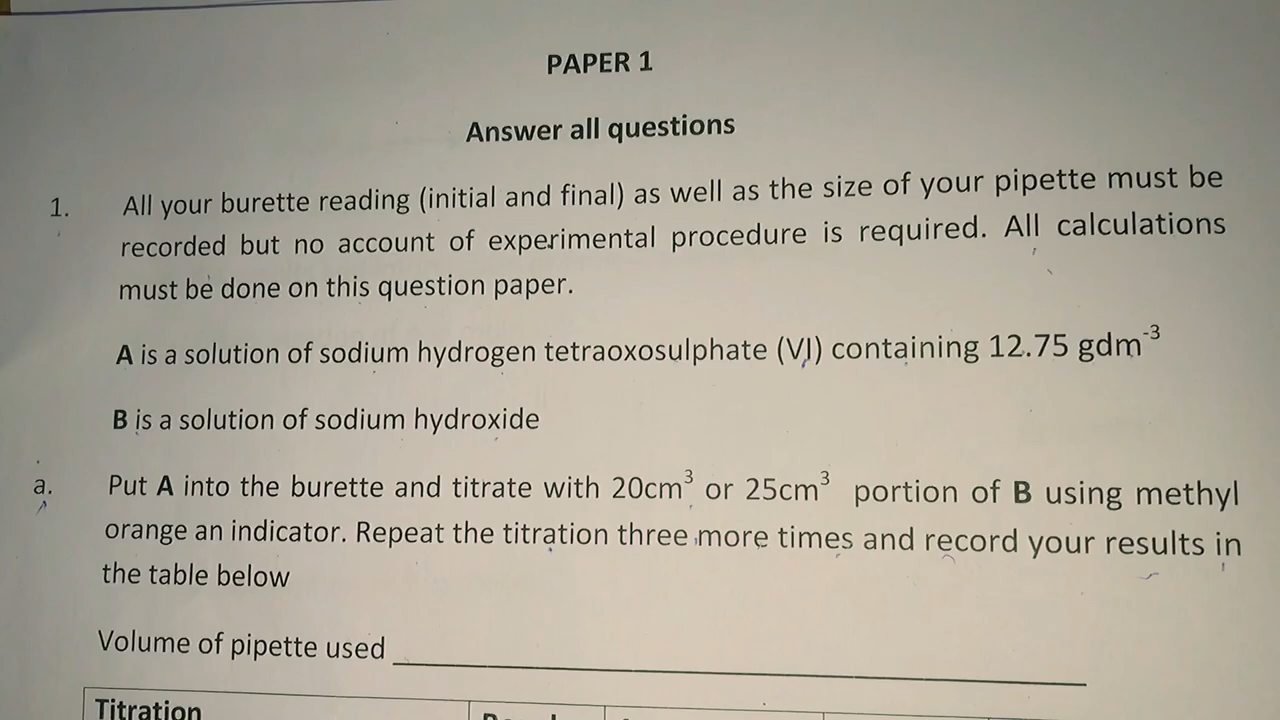 PAPER 1
Answer all questions
1. All your burette reading (initial and final) as well as the size of your pipette must be
recorded but no account of experimental procedure is required. All calculations
must be done on this question paper.
A is a solution of sodium hydrogen tetraoxosulphate (VI) containing 12.75 gdm⁻³
B is a solution of sodium hydroxide
a. Put A into the burette and titrate with 20cm³ or 25cm³ portion of B using methyl
orange an indicator. Repeat the titration three more times and record your results in
the table below
Volume of pipette used
Titration